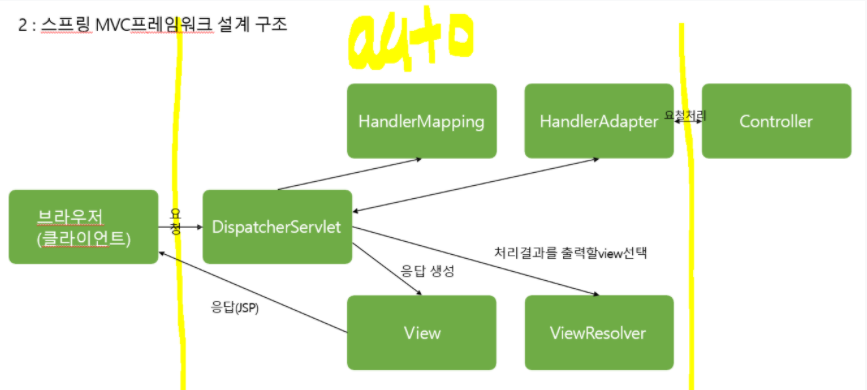 2 : 스프링 MVC프레임워크 설계 구조
auto
HandlerMapping
HandlerAdapter
요철처리
Controller
브라우저
(클라이언트)
요
청
DispatcherServlet
처리결과를 출력할view선택
응답 생성
응답(JSP)
View
ViewResolver